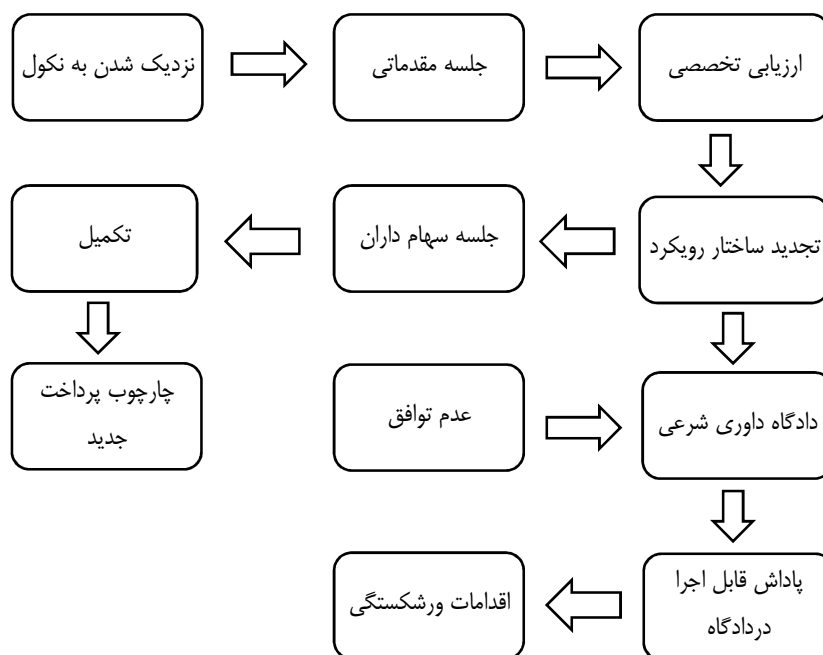 نزدیک شدن به نکول
جلسه مقدماتی
ارزیابی تخصصی
تجدید ساختار رویکرد
جلسه سهام داران
تکمیل
چارچوب پرداخت
جدید
عدم توافق
دادگاه داوری شرعی
پاداش قابل اجرا
دردادگاه
اقدامات ورشکستگی